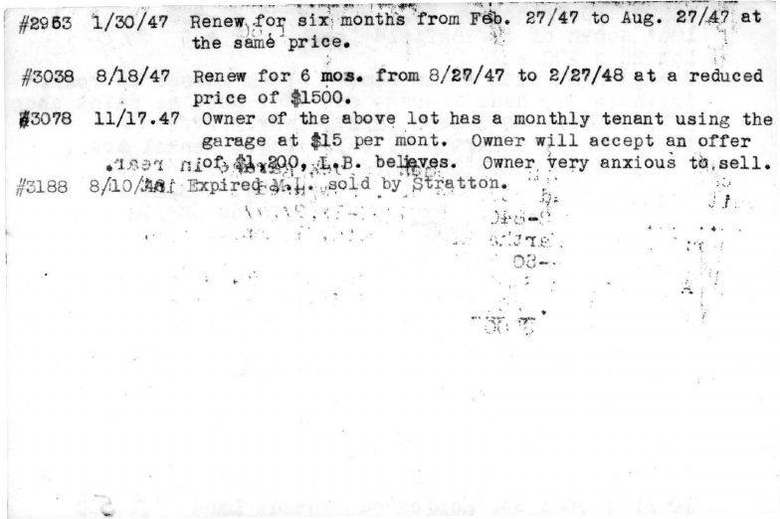 #2963 1/30/47 Renew for six months from Feb. 27/47 to Aug. 27/47 at
the same price.
#3038 8/18/47 Renew for 6 mos. from 8/27/47 to 2/27/48 at a reduced
price of $1500.
#3078 11/17.47 Owner of the above lot has a monthly tenant using the
garage at $15 per mont. Owner will accept an offer
of $1,200, L.B. believes. Owner very anxious to sell.
#3188 8/10/48 Expired M.L. sold by Stratton.